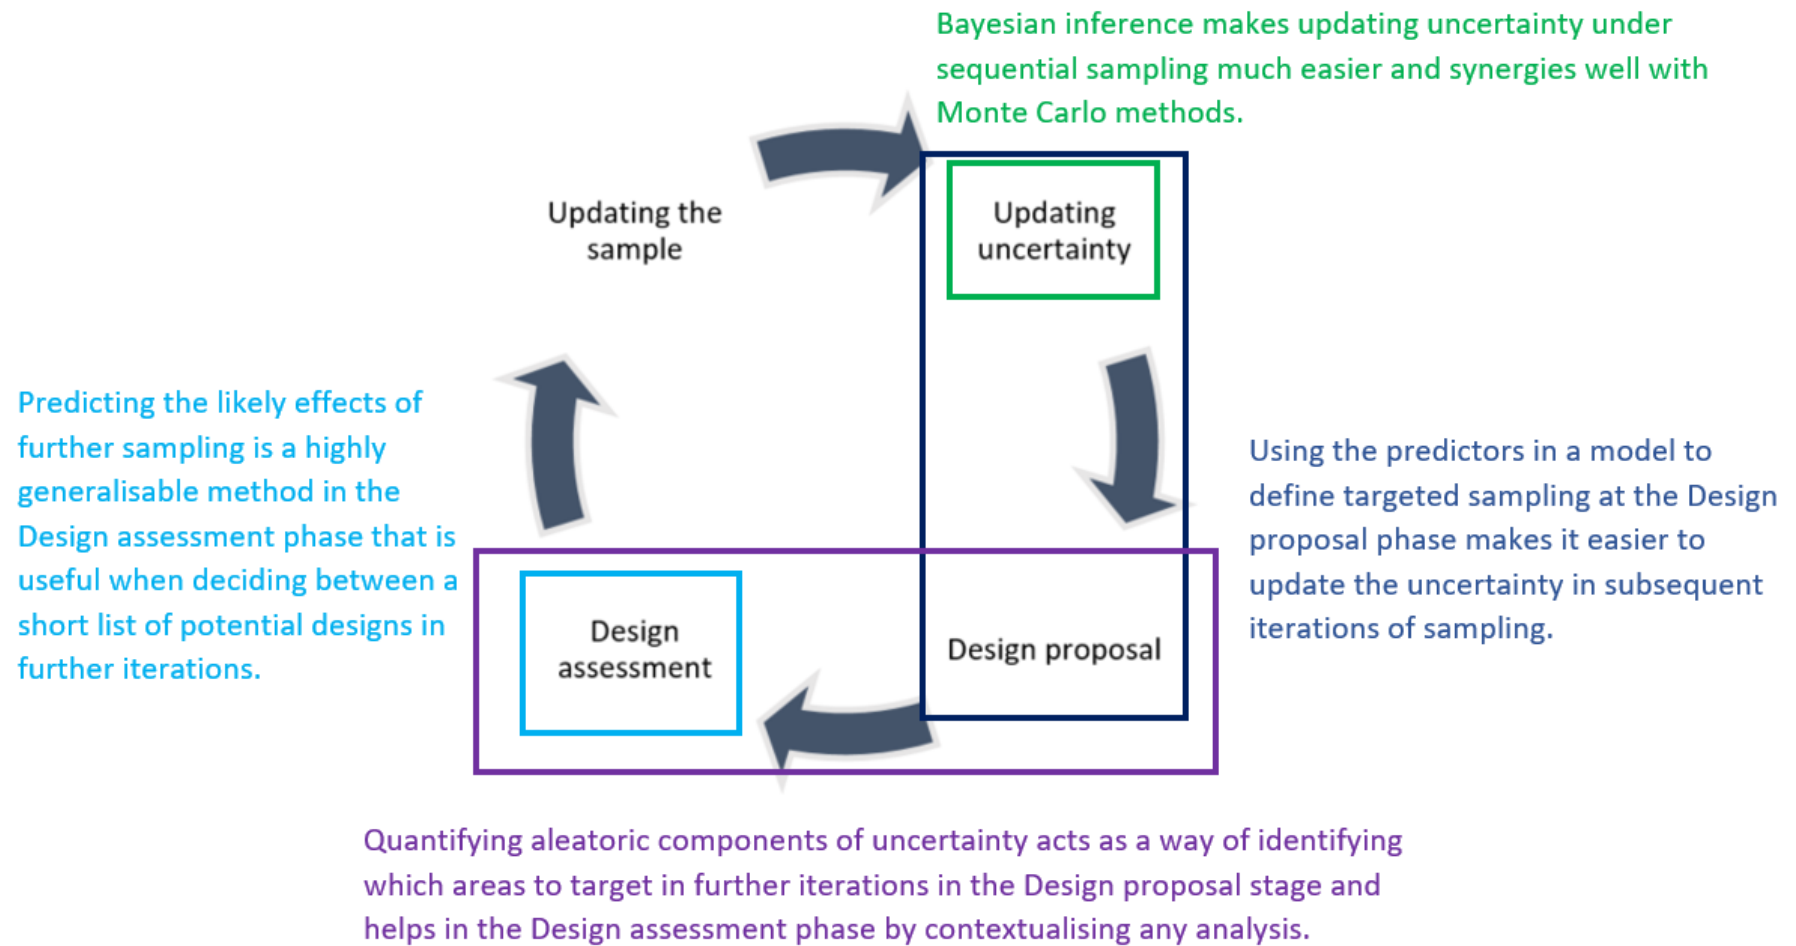 Bayesian inference makes updating uncertainty under
sequential sampling much easier and synergies well with
Monte Carlo methods.
Updating the
sample
Updating
uncertainty
Predicting the likely effects of
further sampling is a highly
generalisable method in the
Design assessment phase that is
useful when deciding between a
short list of potential designs in
further iterations.
Using the predictors in a model to
define targeted sampling at the Design
proposal phase makes it easier to
update the uncertainty in subsequent
iterations of sampling.
Design
assessment
Design proposal
Quantifying aleatoric components of uncertainty acts as a way of identifying
which areas to target in further iterations in the Design proposal stage and
helps in the Design assessment phase by contextualising any analysis.